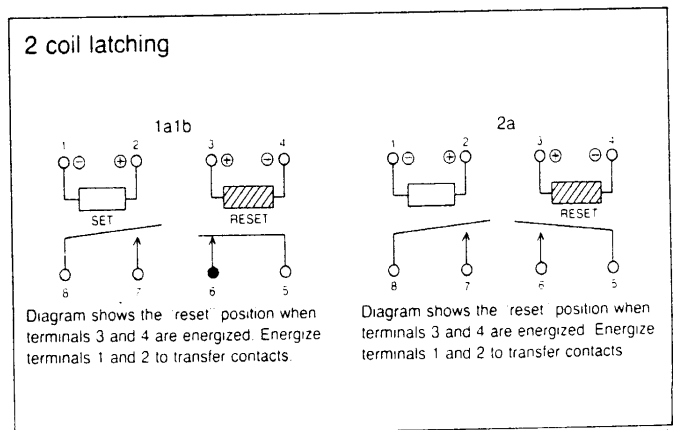 2 coil latching
1a1b
1 ⊖ ⊕ 2 3 ⊕ ⊖ 4
SET RESET
8 7 6 5
Diagram shows the "reset" position when
terminals 3 and 4 are energized. Energize
terminals 1 and 2 to transfer contacts.
2a
1 ⊖ ⊕ 2 3 ⊕ ⊖ 4
RESET
8 7 6 5
Diagram shows the "reset" position when
terminals 3 and 4 are energized Energize
terminals 1 and 2 to transfer contacts